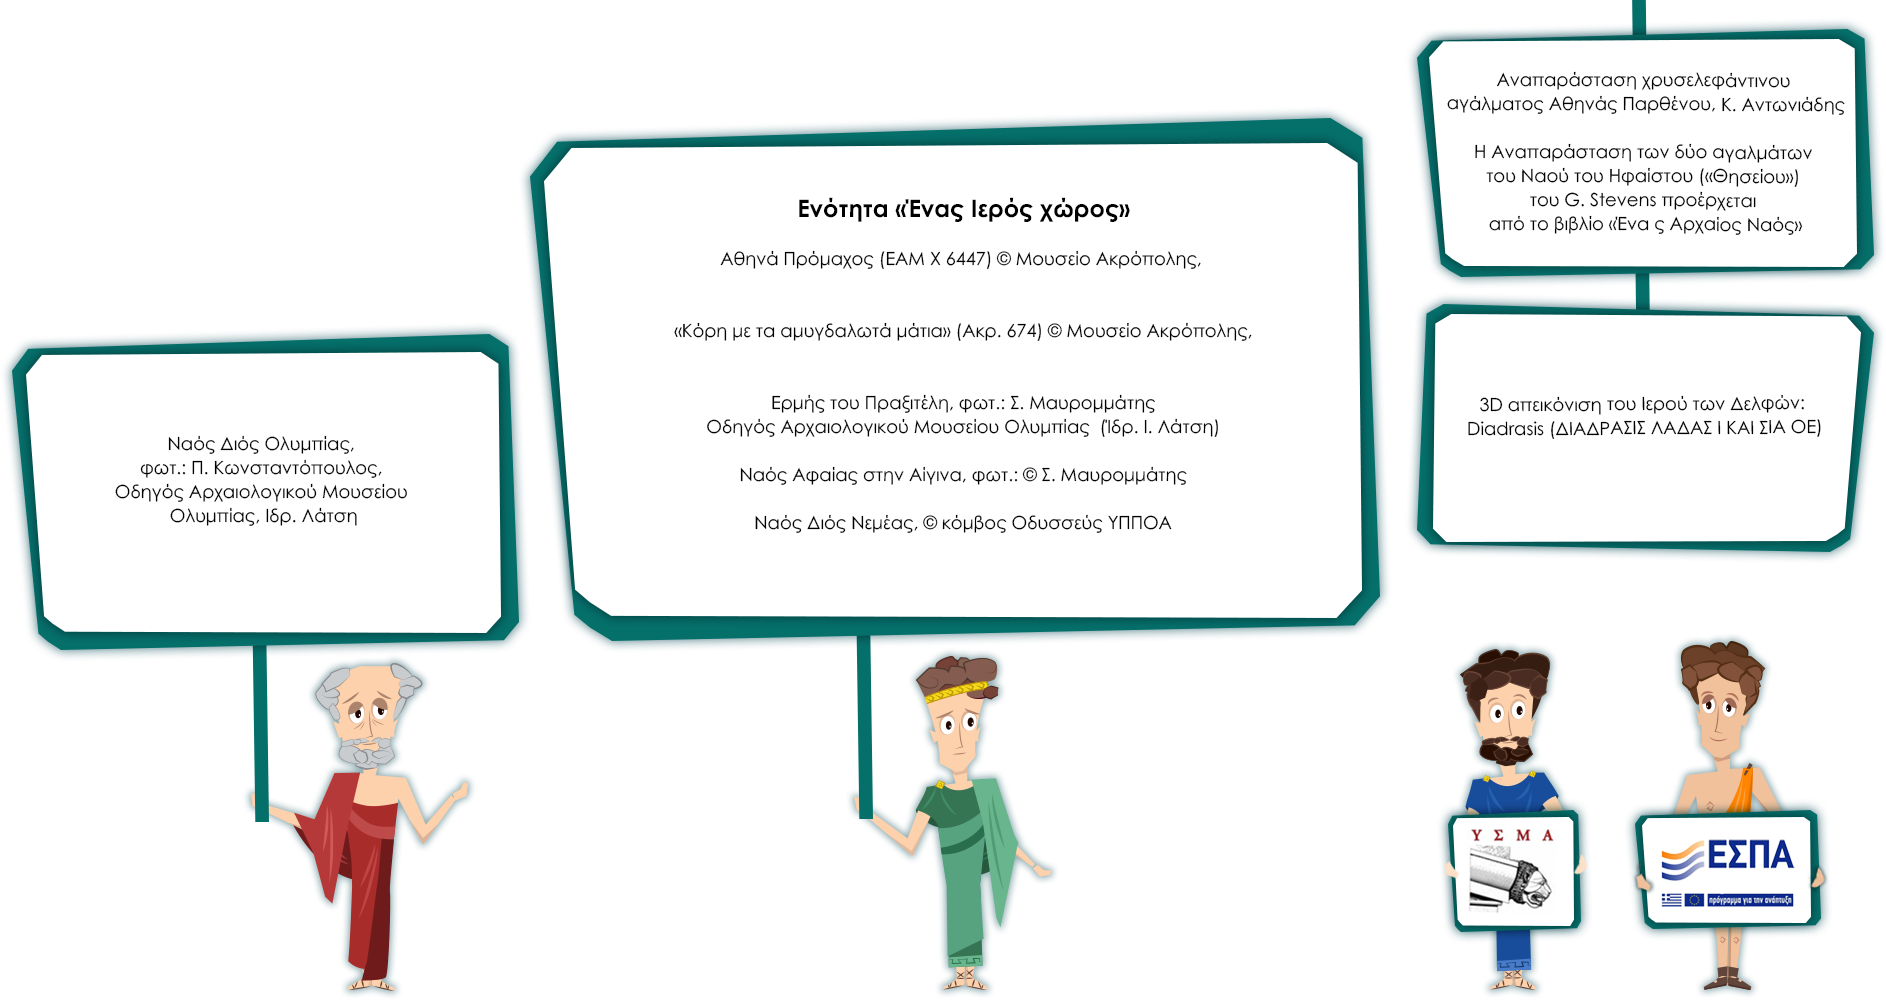 Ναός Διός Ολυμπίας,
φωτ.: Π. Κωνσταντόπουλος,
Οδηγός Αρχαιολογικού Μουσείου
Ολυμπίας, Ιδρ. Λάτση
Ενότητα «Ένας Ιερός χώρος»
Αθηνά Πρόμαχος (ΕΑΜ Χ 6447) © Μουσείο Ακρόπολης,
«Κόρη με τα αμυγδαλωτά μάτια» (Ακρ. 674) © Μουσείο Ακρόπολης,
Ερμής του Πραξιτέλη, φωτ.: Σ. Μαυρομμάτης
Οδηγός Αρχαιολογικού Μουσείου Ολυμπίας (Ίδρ. Ι. Λάτση)
Ναός Αφαίας στην Αίγινα, φωτ.: © Σ. Μαυρομμάτης
Ναός Διός Νεμέας, © κόμβος Οδυσσεύς ΥΠΠΟΑ
Αναπαράσταση χρυσελεφάντινου
αγάλματος Αθηνάς Παρθένου, Κ. Αντωνιάδης
Η Αναπαράσταση των δύο αγαλμάτων
του Ναού του Ηφαίστου («Θησείου»)
του G. Stevens προέρχεται
από το βιβλίο «Ένα ς Αρχαίος Ναός»
3D απεικόνιση του Ιερού των Δελφών:
Diadrasis (ΔΙΑΔΡΑΣΙΣ ΛΑΔΑΣ Ι ΚΑΙ ΣΙΑ ΟΕ)
Υ Σ Μ Α
ΕΣΠΑ
πρόγραμμα για την ανάπτυξη